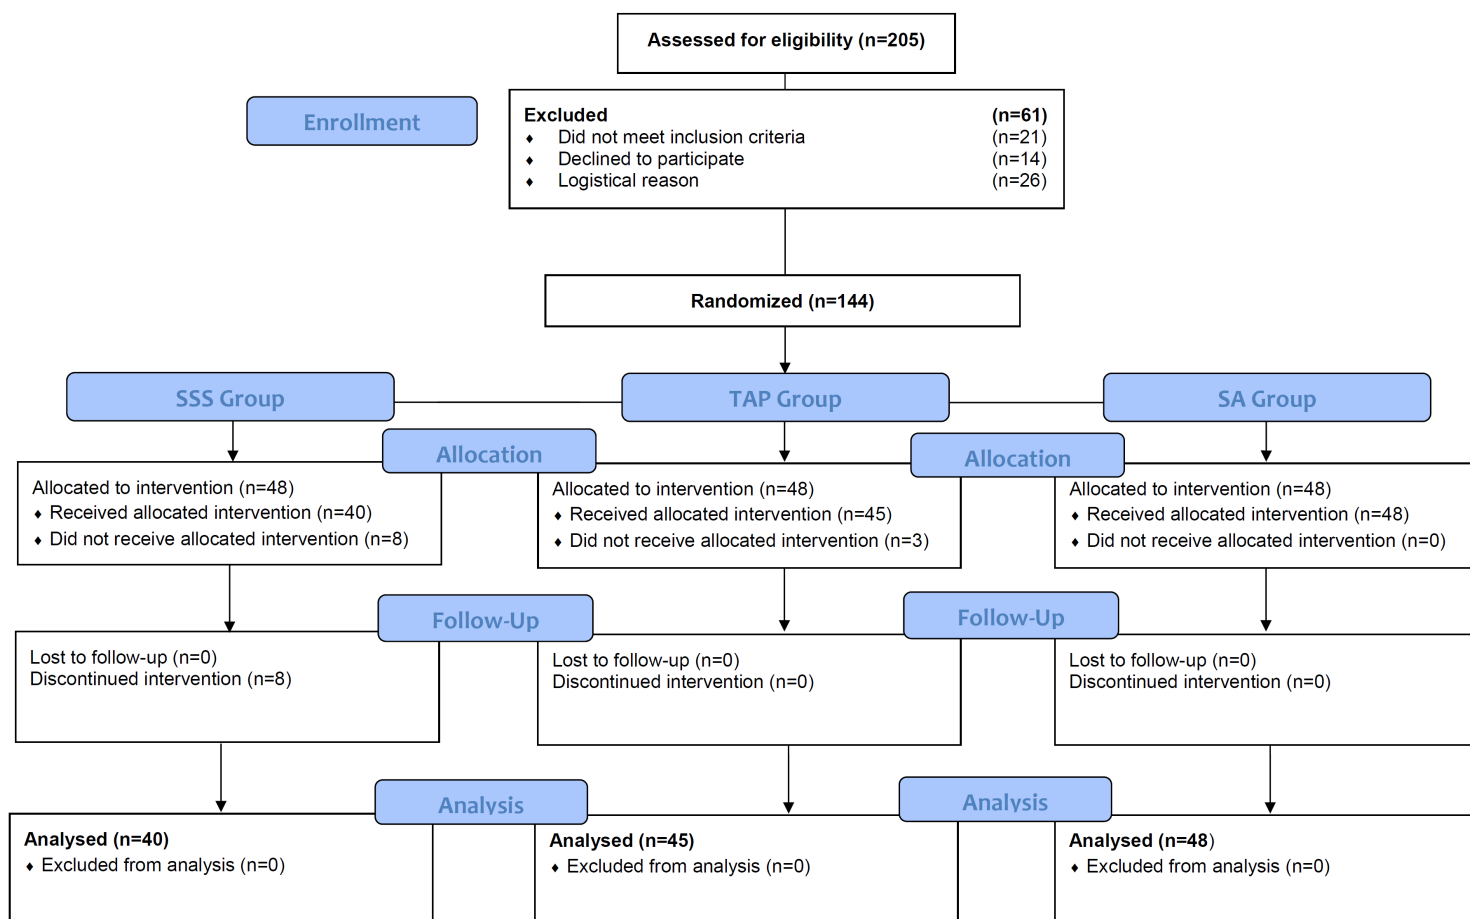 Assessed for eligibility (n=205)
Enrollment
Excluded (n=61)
♦ Did not meet inclusion criteria (n=21)
♦ Declined to participate (n=14)
♦ Logistical reason (n=26)
Randomized (n=144)
SSS Group
TAP Group
SA Group
Allocation
Allocation
Allocated to intervention (n=48)
♦ Received allocated intervention (n=40)
♦ Did not receive allocated intervention (n=8)
Allocated to intervention (n=48)
♦ Received allocated intervention (n=45)
♦ Did not receive allocated intervention (n=3)
Allocated to intervention (n=48)
♦ Received allocated intervention (n=48)
♦ Did not receive allocated intervention (n=0)
Follow-Up
Follow-Up
Lost to follow-up (n=0)
Discontinued intervention (n=8)
Lost to follow-up (n=0)
Discontinued intervention (n=0)
Lost to follow-up (n=0)
Discontinued intervention (n=0)
Analysis
Analysis
Analysed (n=40)
♦ Excluded from analysis (n=0)
Analysed (n=45)
♦ Excluded from analysis (n=0)
Analysed (n=48)
♦ Excluded from analysis (n=0)